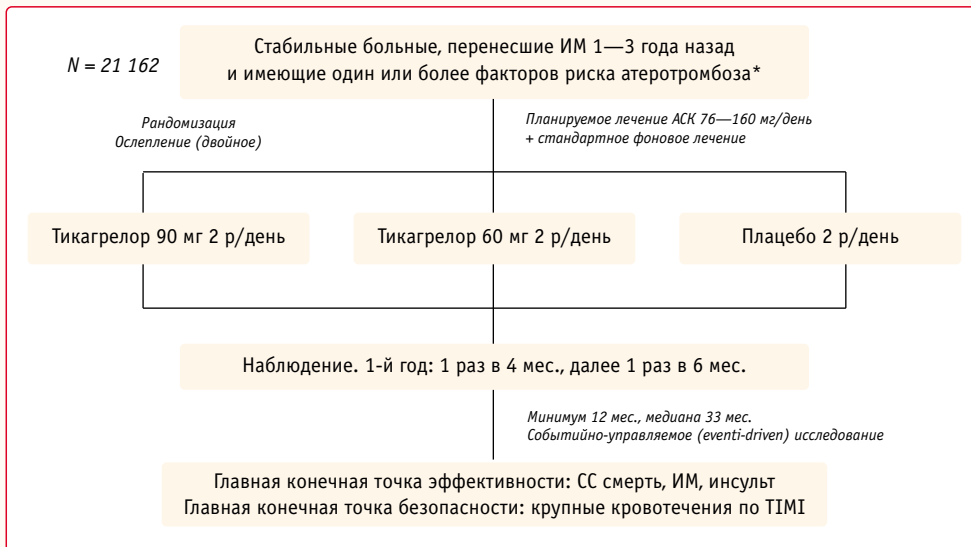 N = 21 162
Стабильные больные, перенесшие ИМ 1—3 года назад
и имеющие один или более факторов риска атеротромбоза*
Рандомизация
Ослепление (двойное)
Планируемое лечение АСК 76—160 мг/день
+ стандартное фоновое лечение
Тикагрелор 90 мг 2 р/день
Тикагрелор 60 мг 2 р/день
Плацебо 2 р/день
Наблюдение. 1-й год: 1 раз в 4 мес., далее 1 раз в 6 мес.
Минимум 12 мес., медиана 33 мес.
Событийно-управляемое (eventi-driven) исследование
Главная конечная точка эффективности: СС смерть, ИМ, инсульт
Главная конечная точка безопасности: крупные кровотечения по TIMI